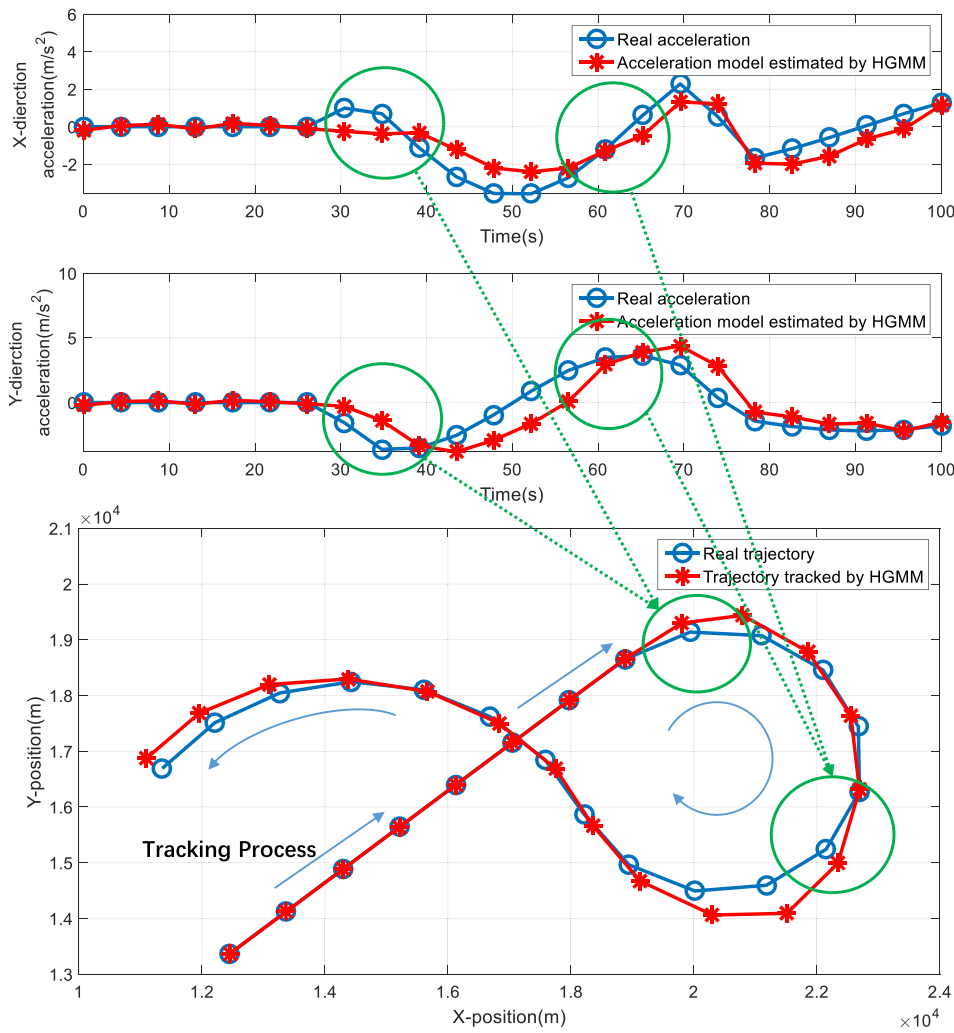 6
4
2
0
-2
X-dierction
acceleration(m/s²)
Real acceleration
Acceleration model estimated by HGMM
0 10 20 30 40 50 60 70 80 90 100
Time(s)
10
5
0
Y-dierction
acceleration(m/s²)
Real acceleration
Acceleration model estimated by HGMM
0 10 20 30 40 50 60 70 80 90 100
Time(s)
×10⁴
2.1
2
1.9
1.8
1.7
1.6
1.5
1.4
1.3
Y-position(m)
Real trajectory
Trajectory tracked by HGMM
Tracking Process
1 1.2 1.4 1.6 1.8 2 2.2 2.4
X-position(m)
×10⁴